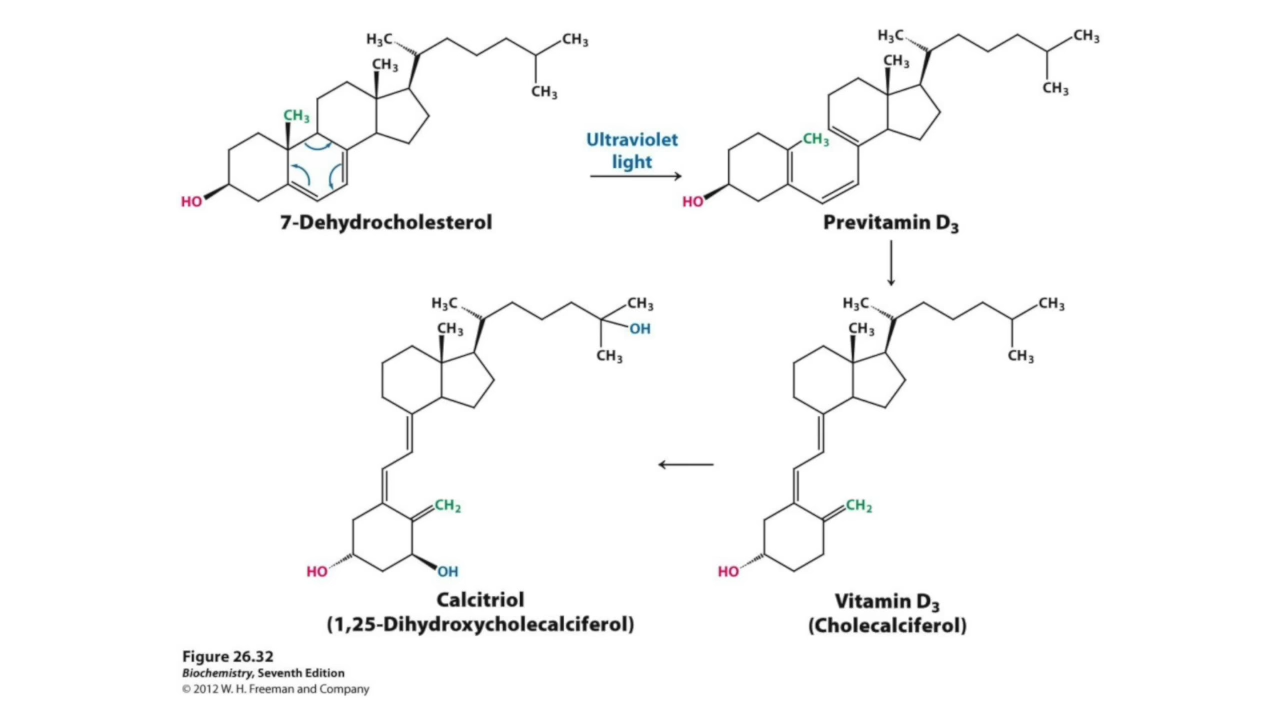 H₃C
CH₃
CH₃
CH₃
CH₃
HO
7-Dehydrocholesterol
Ultraviolet
light
H₃C
CH₃
CH₃
CH₃
CH₃
HO
Previtamin D₃
H₃C
CH₃
CH₃
OH
CH₃
CH₂
HO
OH
Calcitriol
(1,25-Dihydroxycholecalciferol)
H₃C
CH₃
CH₃
CH₃
CH₂
HO
Vitamin D₃
(Cholecalciferol)
Figure 26.32
Biochemistry, Seventh Edition
© 2012 W. H. Freeman and Company